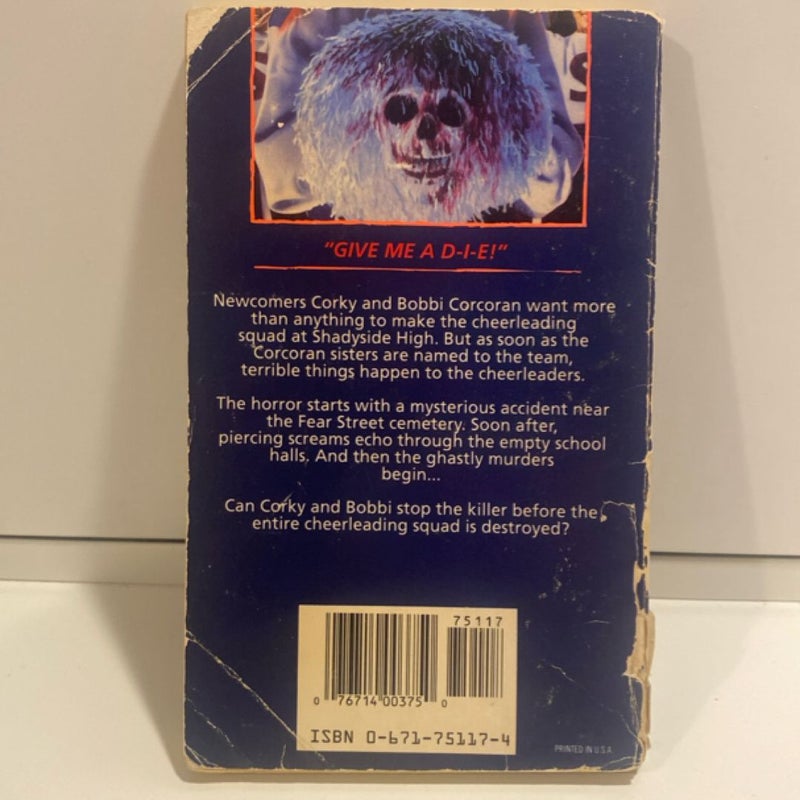 "GIVE ME A D-I-E!"
Newcomers Corky and Bobbi Corcoran want more
than anything to make the cheerleading
squad at Shadyside High. But as soon as the
Corcoran sisters are named to the team,
terrible things happen to the cheerleaders.
The horror starts with a mysterious accident near
the Fear Street cemetery. Soon after,
piercing screams echo through the empty school
halls. And then the ghastly murders
begin...
Can Corky and Bobbi stop the killer before the
entire cheerleading squad is destroyed?
75117
0 76714 00375 0
ISBN 0-671-75117-4
PRINTED IN U.S.A.